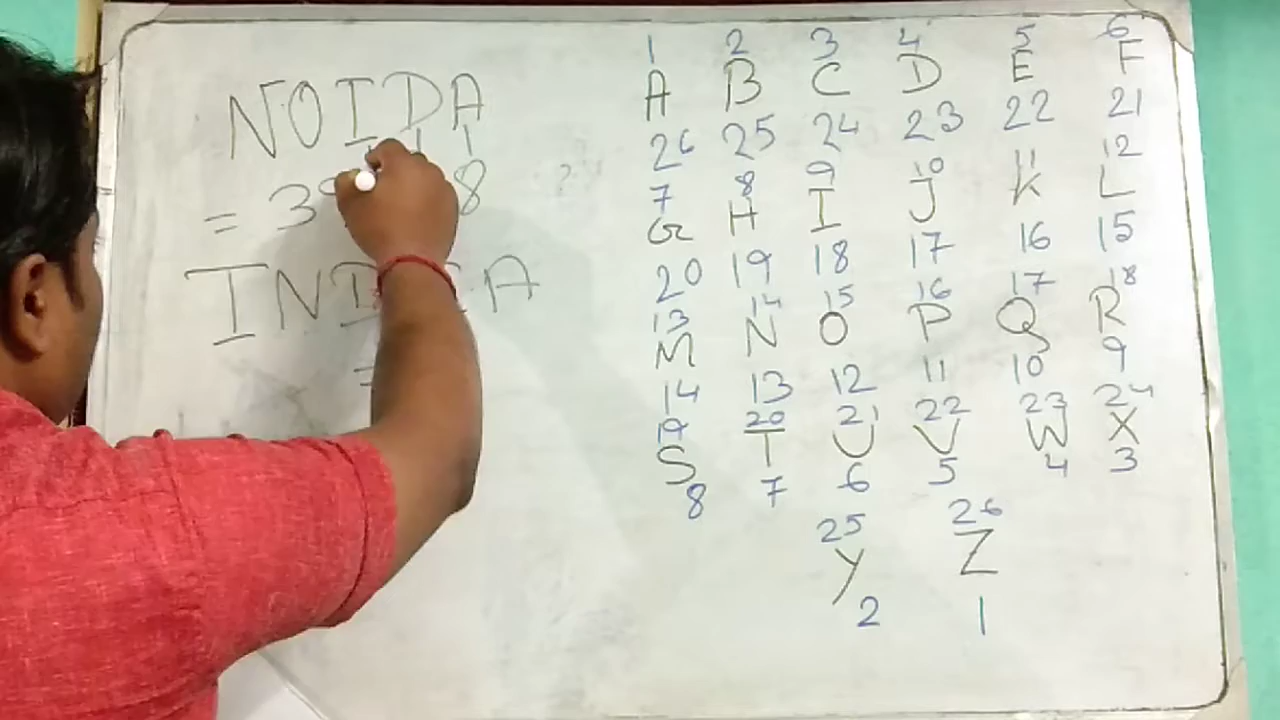 NOIDA
= 39 8
INDIA
=
1 2 3 4 5 6
A B C D E F
26 25 24 23 22 21
7 8 9 10 11 12
G H I J K L
20 19 18 17 16 15
13 14 15 16 17 18
M N O P Q R
14 13 12 11 10 9
19 20 21 22 23 24
S T U V W X
8 7 6 5 4 3
25 26
Y Z
2 1